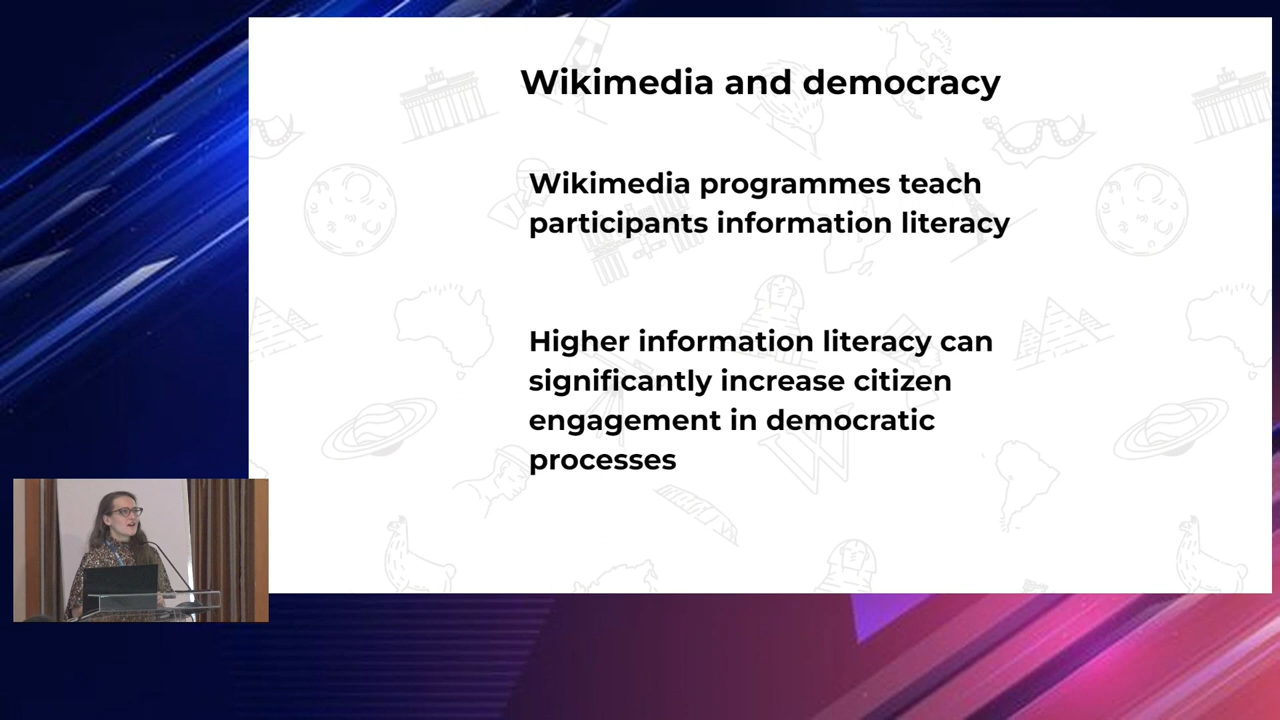 Wikimedia and democracy
Wikimedia programmes teach
participants information literacy
Higher information literacy can
significantly increase citizen
engagement in democratic
processes